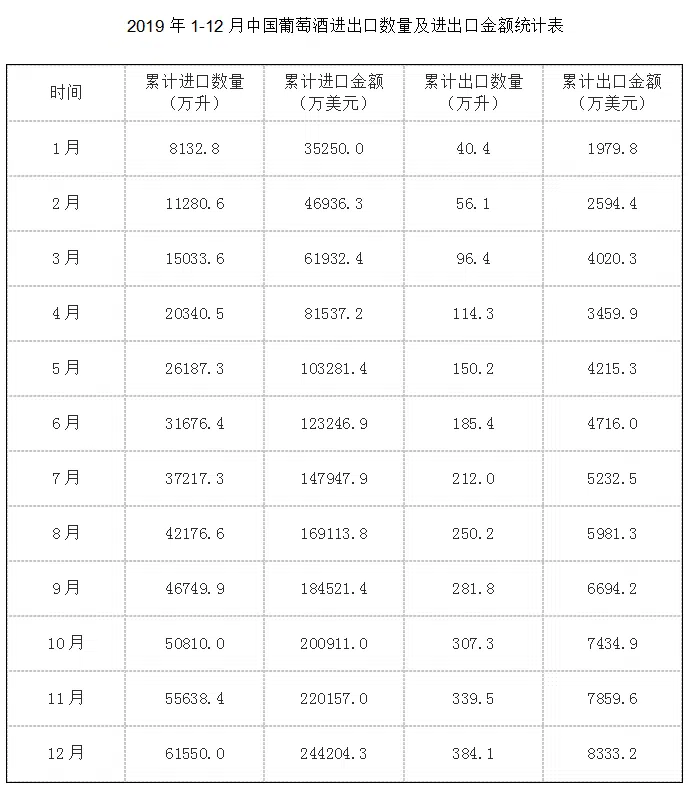 2019 年 1-12 月中国葡萄酒进出口数量及进出口金额统计表
时间 累计进口数量（万升） 累计进口金额（万美元） 累计出口数量（万升） 累计出口金额（万美元）
1月 8132.8 35250.0 40.4 1979.8
2月 11280.6 46936.3 56.1 2594.4
3月 15033.6 61932.4 96.4 4020.3
4月 20340.5 81537.2 114.3 3459.9
5月 26187.3 103281.4 150.2 4215.3
6月 31676.4 123246.9 185.4 4716.0
7月 37217.3 147947.9 212.0 5232.5
8月 42176.6 169113.8 250.2 5981.3
9月 46749.9 184521.4 281.8 6694.2
10月 50810.0 200911.0 307.3 7434.9
11月 55638.4 220157.0 339.5 7859.6
12月 61550.0 244204.3 384.1 8333.2